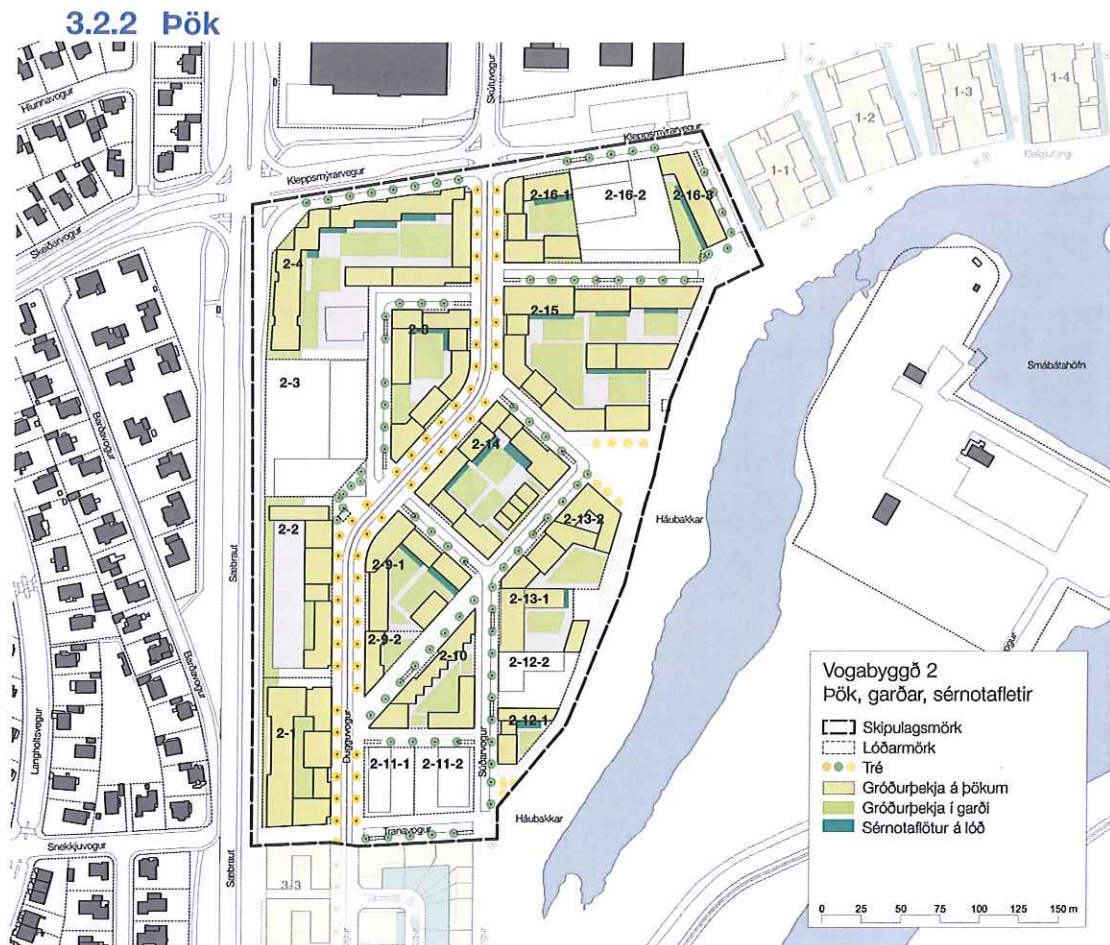 3.2.2 Þök
Hlunnavogur
Skútuvogur
Kleppsmýrarvegur
Kleppsmýrarvegur
Skeiðarvogur
Barðavogur
Barðavogur
Langholtsvegur
Snekkjuvogur
Sæbraut
Sæbraut
Dugguvogur
Súðarvogur
Tranavogur
Háubakkar
Háubakkar
Smábátahöfn
1-1
1-2
1-3
1-4
2-16-1
2-16-2
2-16-3
2-4
2-15
2-3
2-14
2-2
2-13-2
2-9-1
2-13-1
2-9-2
2-10
2-12-2
2-12-1
2-1
2-11-1
2-11-2
3-3
Vogabyggð 2
Þök, garðar, sérnotafletir
Skipulagsmörk
Lóðarmörk
Tré
Gróðurþekja á þökum
Gróðurþekja í garði
Sérnotaflötur á lóð
0 25 50 75 100 125 150 m